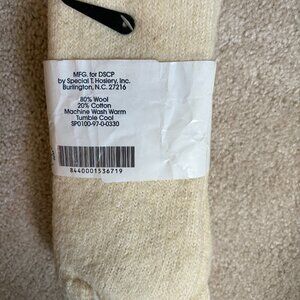 MFG. for DSCP
by Special T. Hosiery, Inc.
Burlington, N.C. 27216
80% Wool
20% Cotton
Machine Wash Warm
Tumble Cool
SP0100-97-0-0330
8440001536719